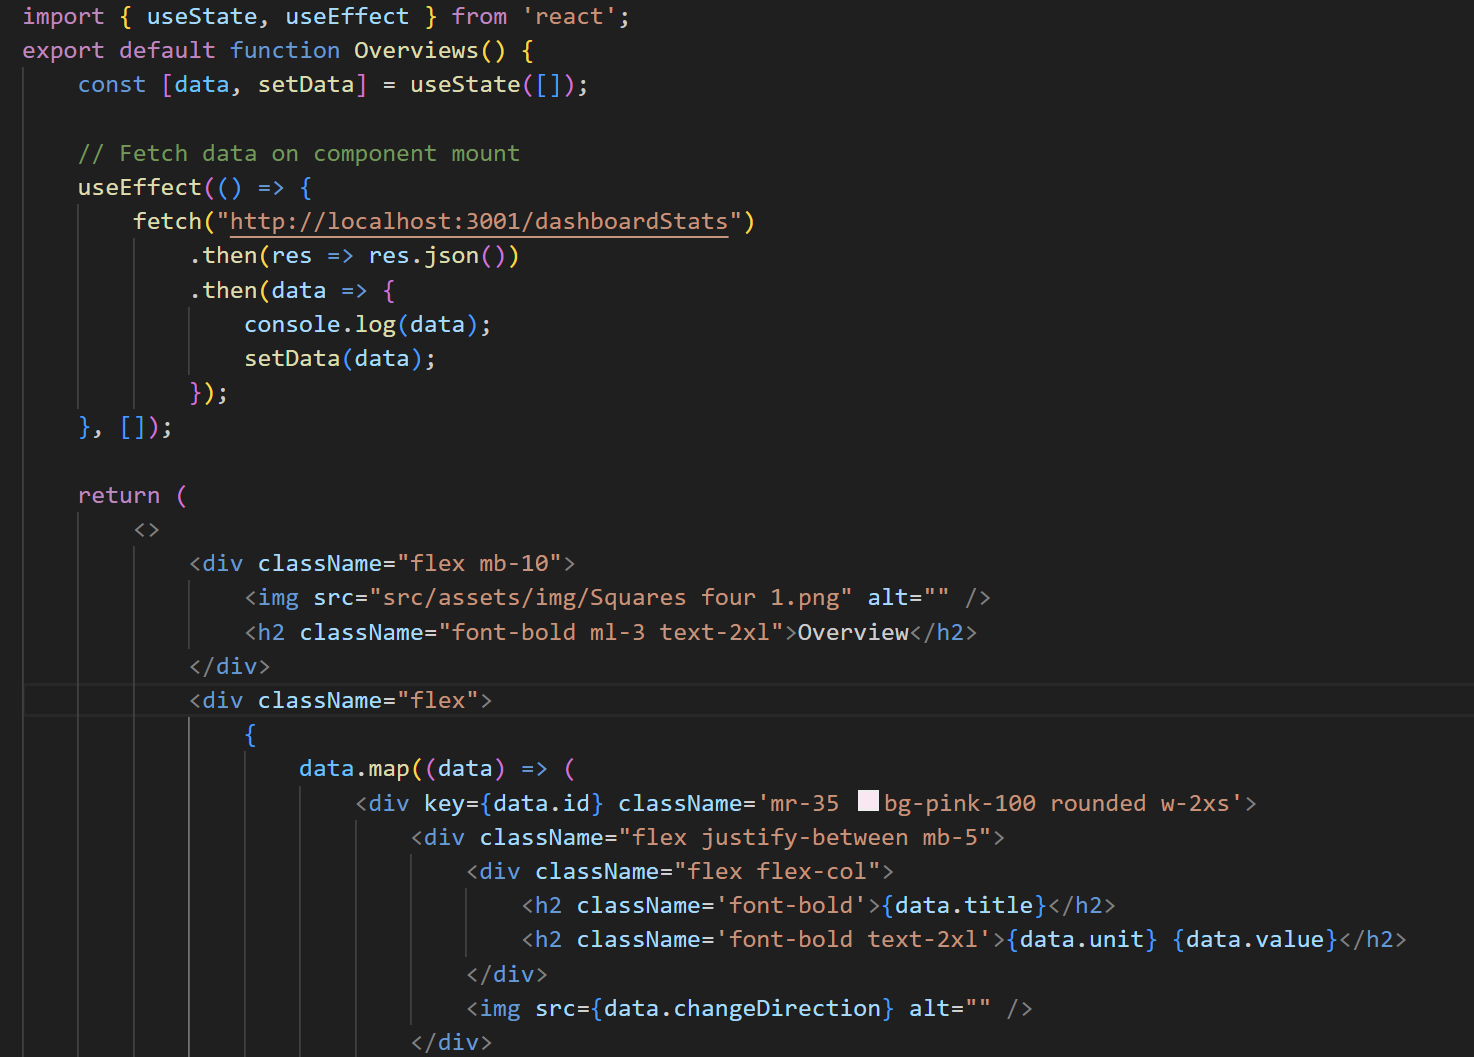 import { useState, useEffect } from 'react';
export default function Overviews() {
    const [data, setData] = useState([]);

    // Fetch data on component mount
    useEffect(() => {
        fetch("http://localhost:3001/dashboardStats")
            .then(res => res.json())
            .then(data => {
                console.log(data);
                setData(data);
            });
    }, []);

    return (
        <>
            <div className="flex mb-10">
                <img src="src/assets/img/Squares four 1.png" alt="" />
                <h2 className="font-bold ml-3 text-2xl">Overview</h2>
            </div>
            <div className="flex">
                {
                    data.map((data) => (
                        <div key={data.id} className='mr-35 bg-pink-100 rounded w-2xs'>
                            <div className="flex justify-between mb-5">
                                <div className="flex flex-col">
                                    <h2 className='font-bold'>{data.title}</h2>
                                    <h2 className='font-bold text-2xl'>{data.unit} {data.value}</h2>
                                </div>
                                <img src={data.changeDirection} alt="" />
                            </div>